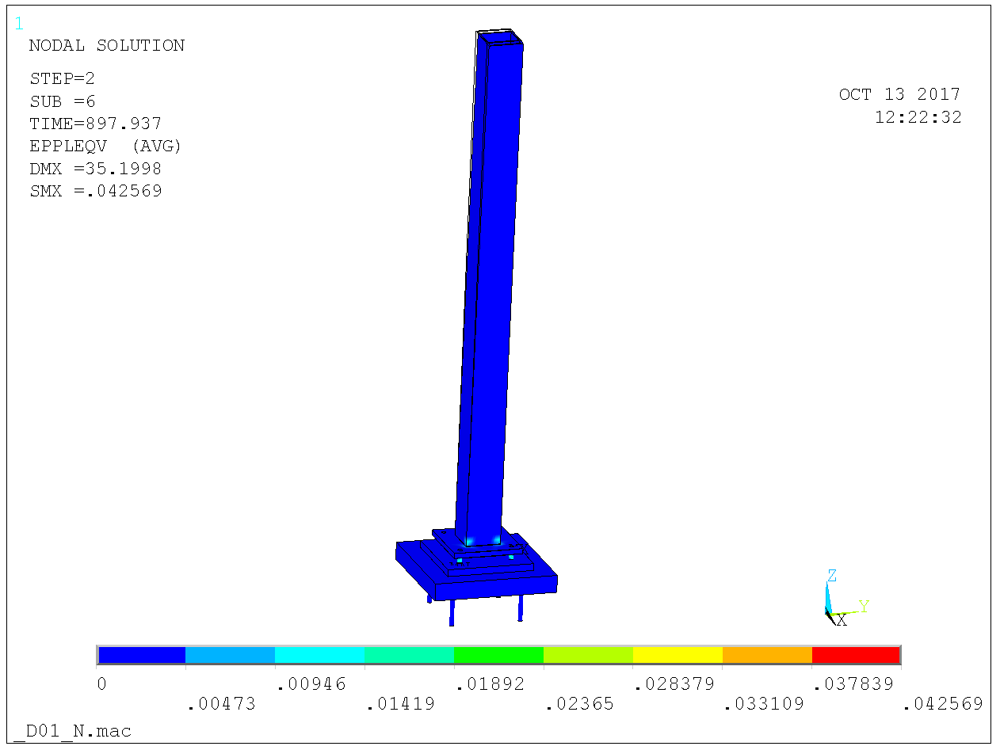 1
NODAL SOLUTION
STEP=2
SUB =6
TIME=897.937
EPPLEQV  (AVG)
DMX =35.1998
SMX =.042569
OCT 13 2017
12:22:32
Z
Y
X
0 .00946 .01892 .028379 .037839
.00473 .01419 .02365 .033109 .042569
_D01_N.mac